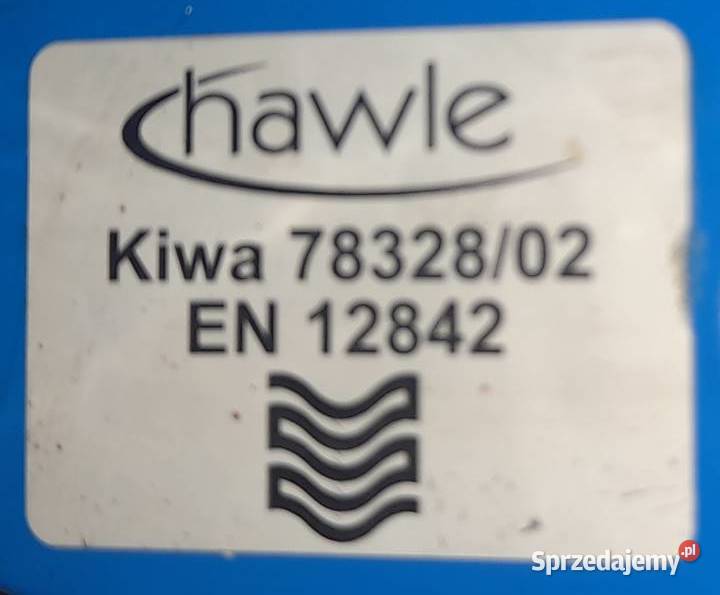 hawle
Kiwa 78328/02
EN 12842
Sprzedajemy.pl